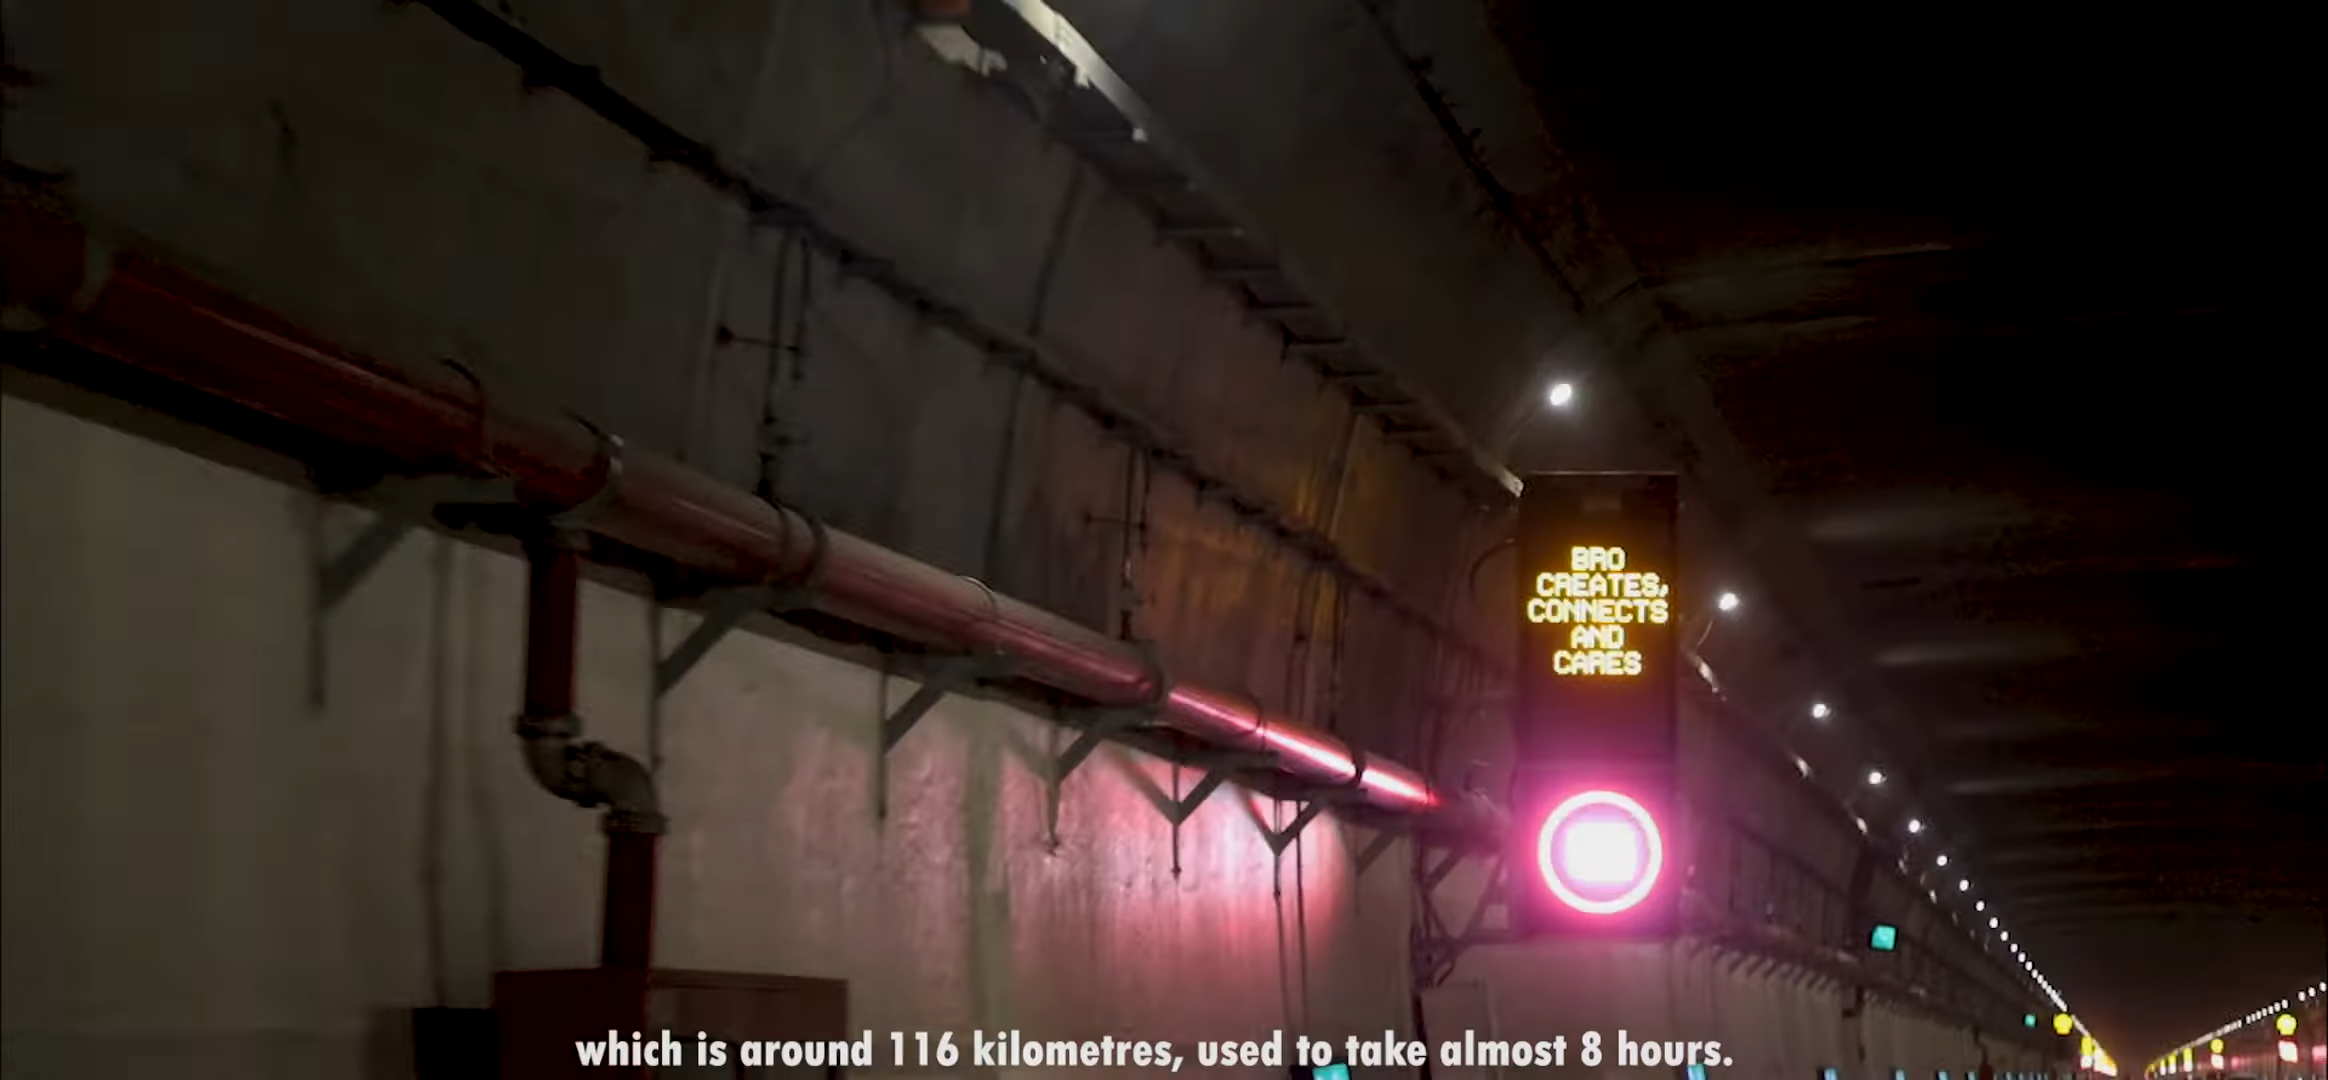 BRO
CREATES,
CONNECTS
AND
CARES
which is around 116 kilometres, used to take almost 8 hours.